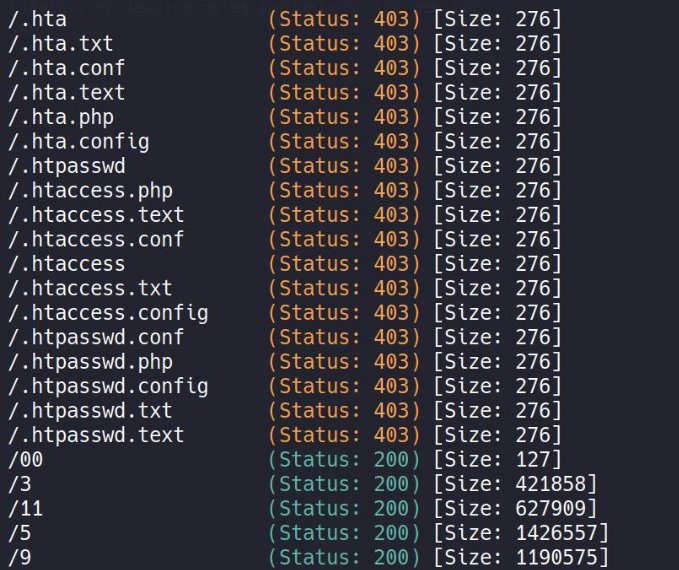 /.hta (Status: 403) [Size: 276]
/.hta.txt (Status: 403) [Size: 276]
/.hta.conf (Status: 403) [Size: 276]
/.hta.text (Status: 403) [Size: 276]
/.hta.php (Status: 403) [Size: 276]
/.hta.config (Status: 403) [Size: 276]
/.htpasswd (Status: 403) [Size: 276]
/.htaccess.php (Status: 403) [Size: 276]
/.htaccess.text (Status: 403) [Size: 276]
/.htaccess.conf (Status: 403) [Size: 276]
/.htaccess (Status: 403) [Size: 276]
/.htaccess.txt (Status: 403) [Size: 276]
/.htaccess.config (Status: 403) [Size: 276]
/.htpasswd.conf (Status: 403) [Size: 276]
/.htpasswd.php (Status: 403) [Size: 276]
/.htpasswd.config (Status: 403) [Size: 276]
/.htpasswd.txt (Status: 403) [Size: 276]
/.htpasswd.text (Status: 403) [Size: 276]
/00 (Status: 200) [Size: 127]
/3 (Status: 200) [Size: 421858]
/11 (Status: 200) [Size: 627909]
/5 (Status: 200) [Size: 1426557]
/9 (Status: 200) [Size: 1190575]